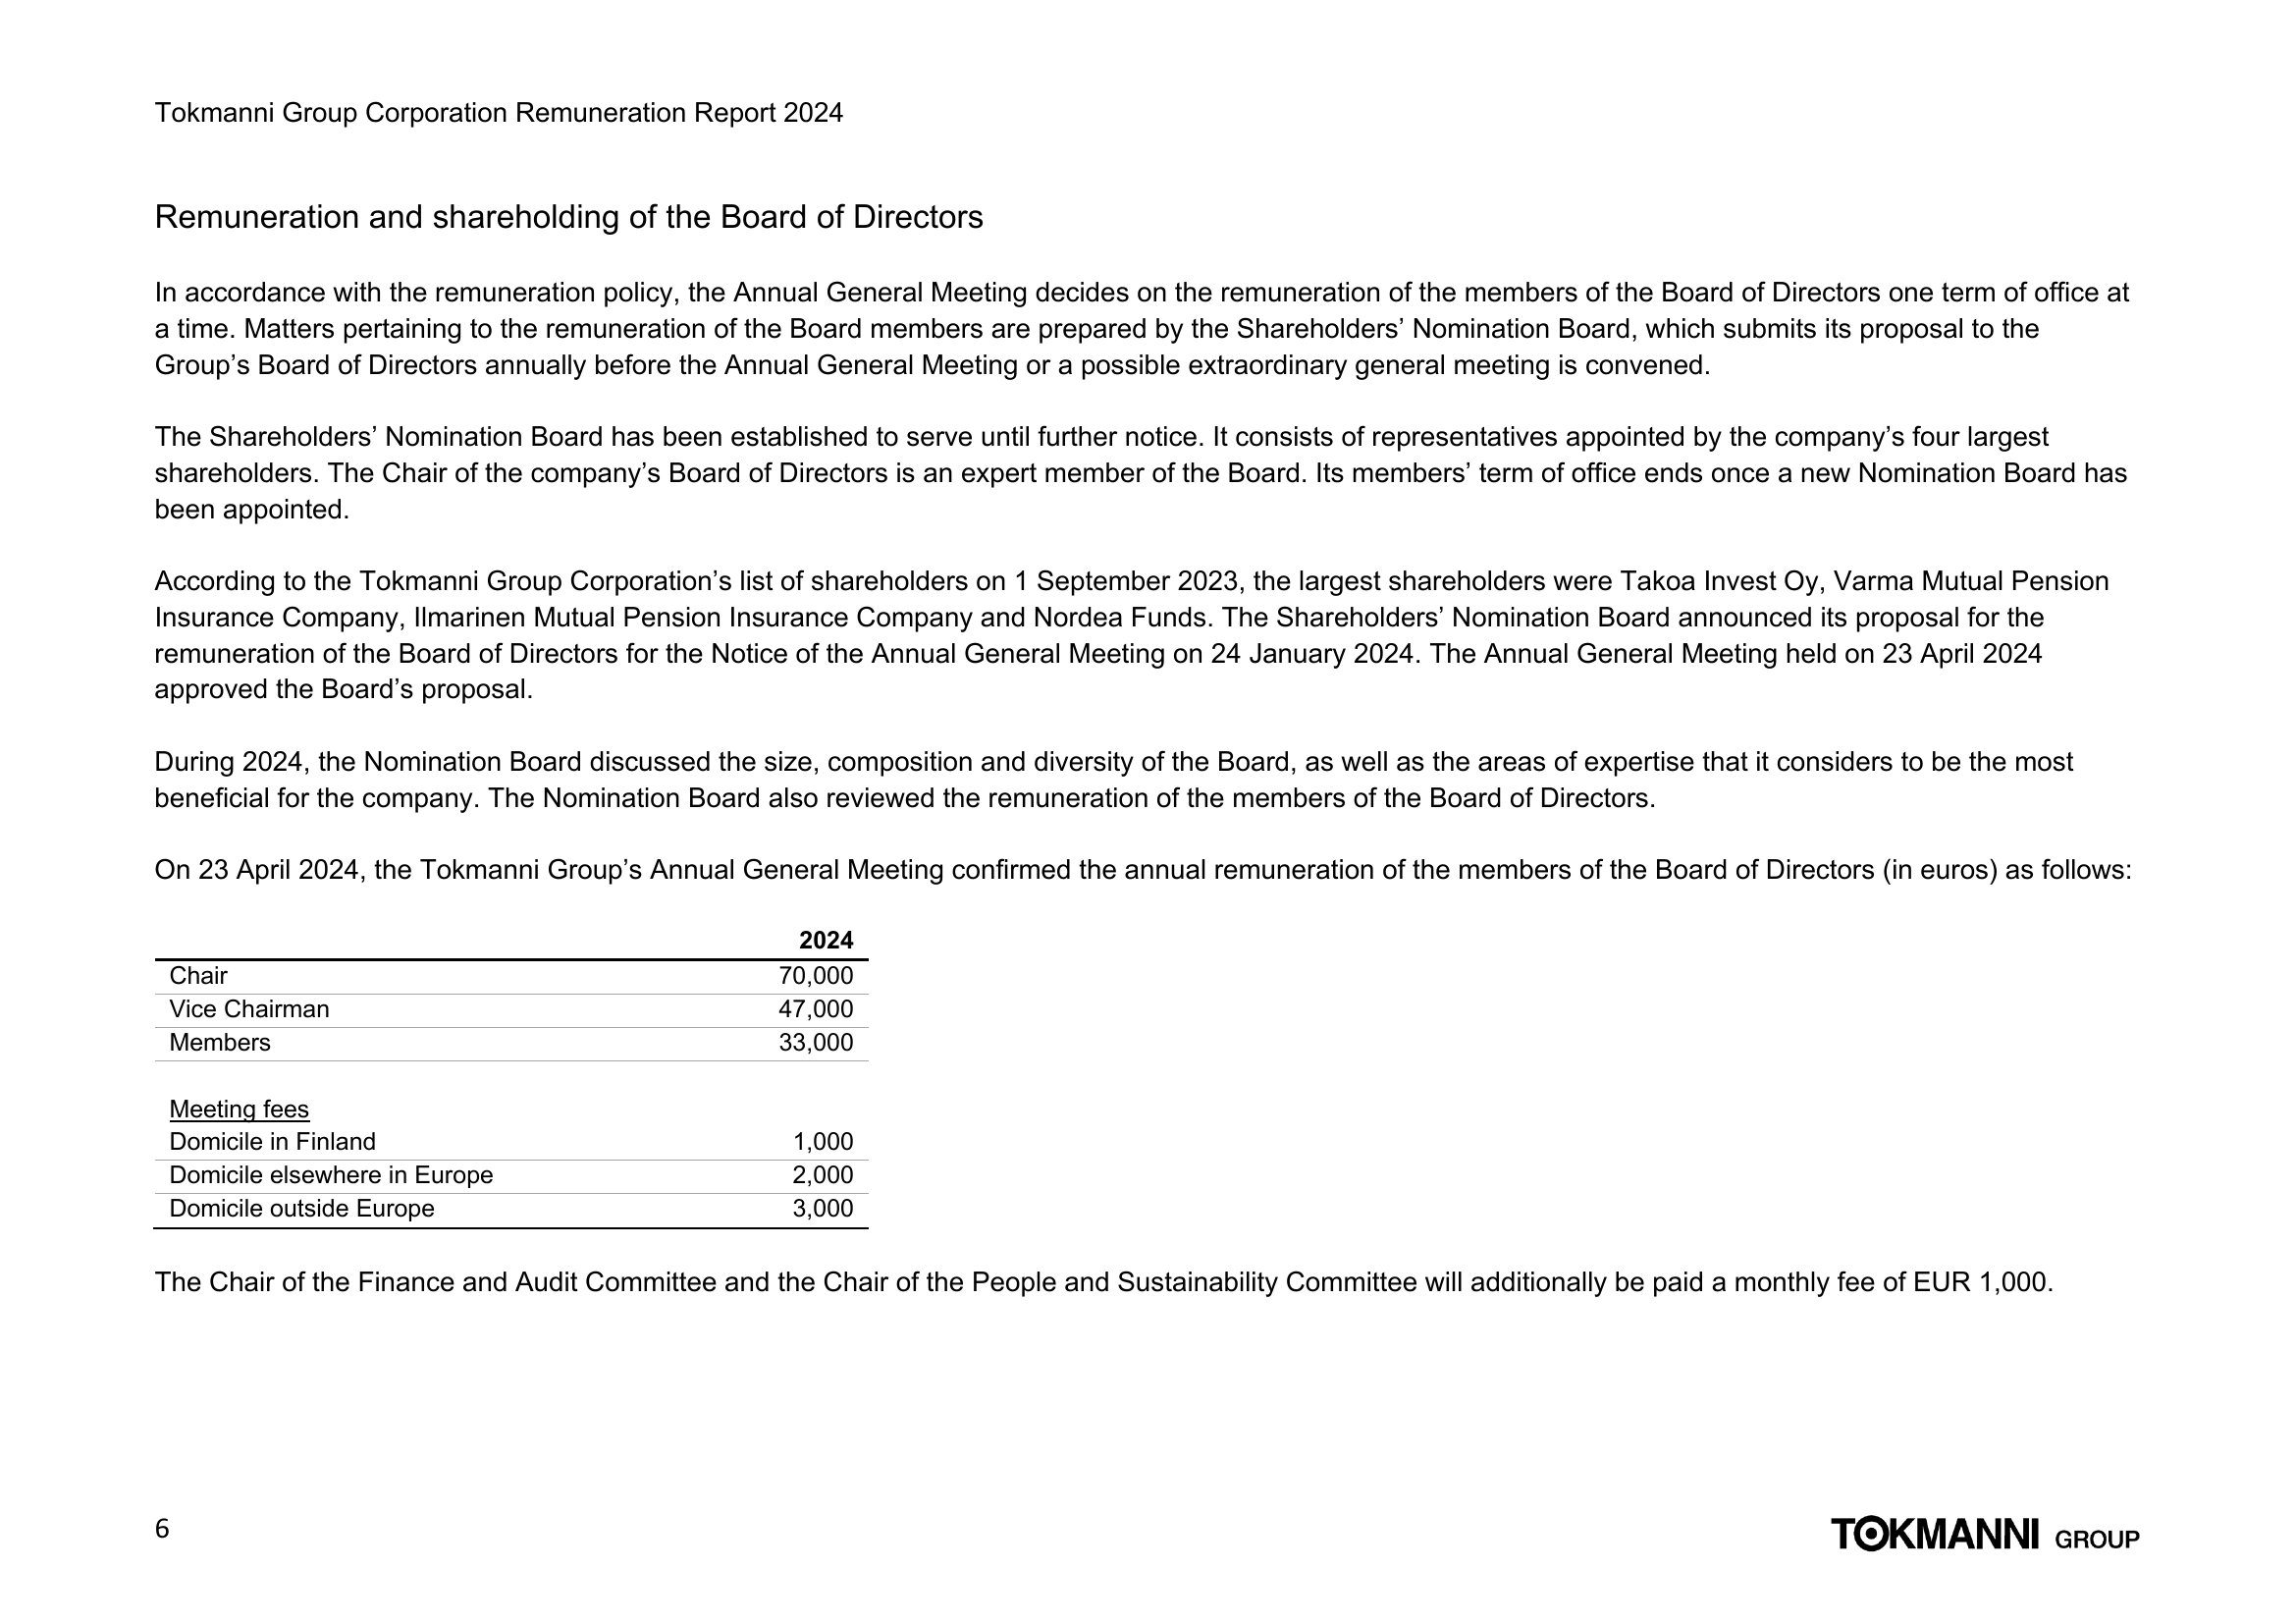 Tokmanni Group Corporation Remuneration Report 2024
Remuneration and shareholding of the Board of Directors
In accordance with the remuneration policy, the Annual General Meeting decides on the remuneration of the members of the Board of Directors one term of office at
a time. Matters pertaining to the remuneration of the Board members are prepared by the Shareholders’ Nomination Board, which submits its proposal to the
Group’s Board of Directors annually before the Annual General Meeting or a possible extraordinary general meeting is convened.
The Shareholders’ Nomination Board has been established to serve until further notice. It consists of representatives appointed by the company’s four largest
shareholders. The Chair of the company’s Board of Directors is an expert member of the Board. Its members’ term of office ends once a new Nomination Board has
been appointed.
According to the Tokmanni Group Corporation’s list of shareholders on 1 September 2023, the largest shareholders were Takoa Invest Oy, Varma Mutual Pension
Insurance Company, Ilmarinen Mutual Pension Insurance Company and Nordea Funds. The Shareholders’ Nomination Board announced its proposal for the
remuneration of the Board of Directors for the Notice of the Annual General Meeting on 24 January 2024. The Annual General Meeting held on 23 April 2024
approved the Board’s proposal.
During 2024, the Nomination Board discussed the size, composition and diversity of the Board, as well as the areas of expertise that it considers to be the most
beneficial for the company. The Nomination Board also reviewed the remuneration of the members of the Board of Directors.
On 23 April 2024, the Tokmanni Group’s Annual General Meeting confirmed the annual remuneration of the members of the Board of Directors (in euros) as follows:
2024
Chair 70,000
Vice Chairman 47,000
Members 33,000
Meeting fees
Domicile in Finland 1,000
Domicile elsewhere in Europe 2,000
Domicile outside Europe 3,000
The Chair of the Finance and Audit Committee and the Chair of the People and Sustainability Committee will additionally be paid a monthly fee of EUR 1,000.
6
TOKMANNI GROUP